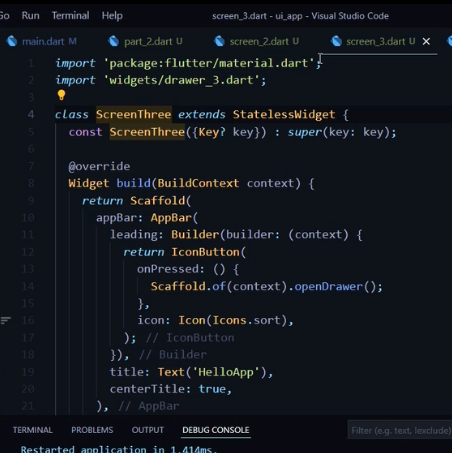 Go Run Terminal Help screen_3.dart - ui_app - Visual Studio Code
main.dart M part_2.dart U screen_2.dart U screen_3.dart U
1 import 'package:flutter/material.dart';
2 import 'widgets/drawer_3.dart';
3
4 class ScreenThree extends StatelessWidget {
5 const ScreenThree({Key? key}) : super(key: key);
6
7 @override
8 Widget build(BuildContext context) {
9 return Scaffold(
10 appBar: AppBar(
11 leading: Builder(builder: (context) {
12 return IconButton(
13 onPressed: () {
14 Scaffold.of(context).openDrawer();
15 },
16 icon: Icon(Icons.sort),
17 ); // IconButton
18 }), // Builder
19 title: Text('HelloApp'),
20 centerTitle: true,
21 ), // AppBar
TERMINAL PROBLEMS OUTPUT DEBUG CONSOLE Filter (e.g. text, !exclude)
Restarted application in 1,414ms.